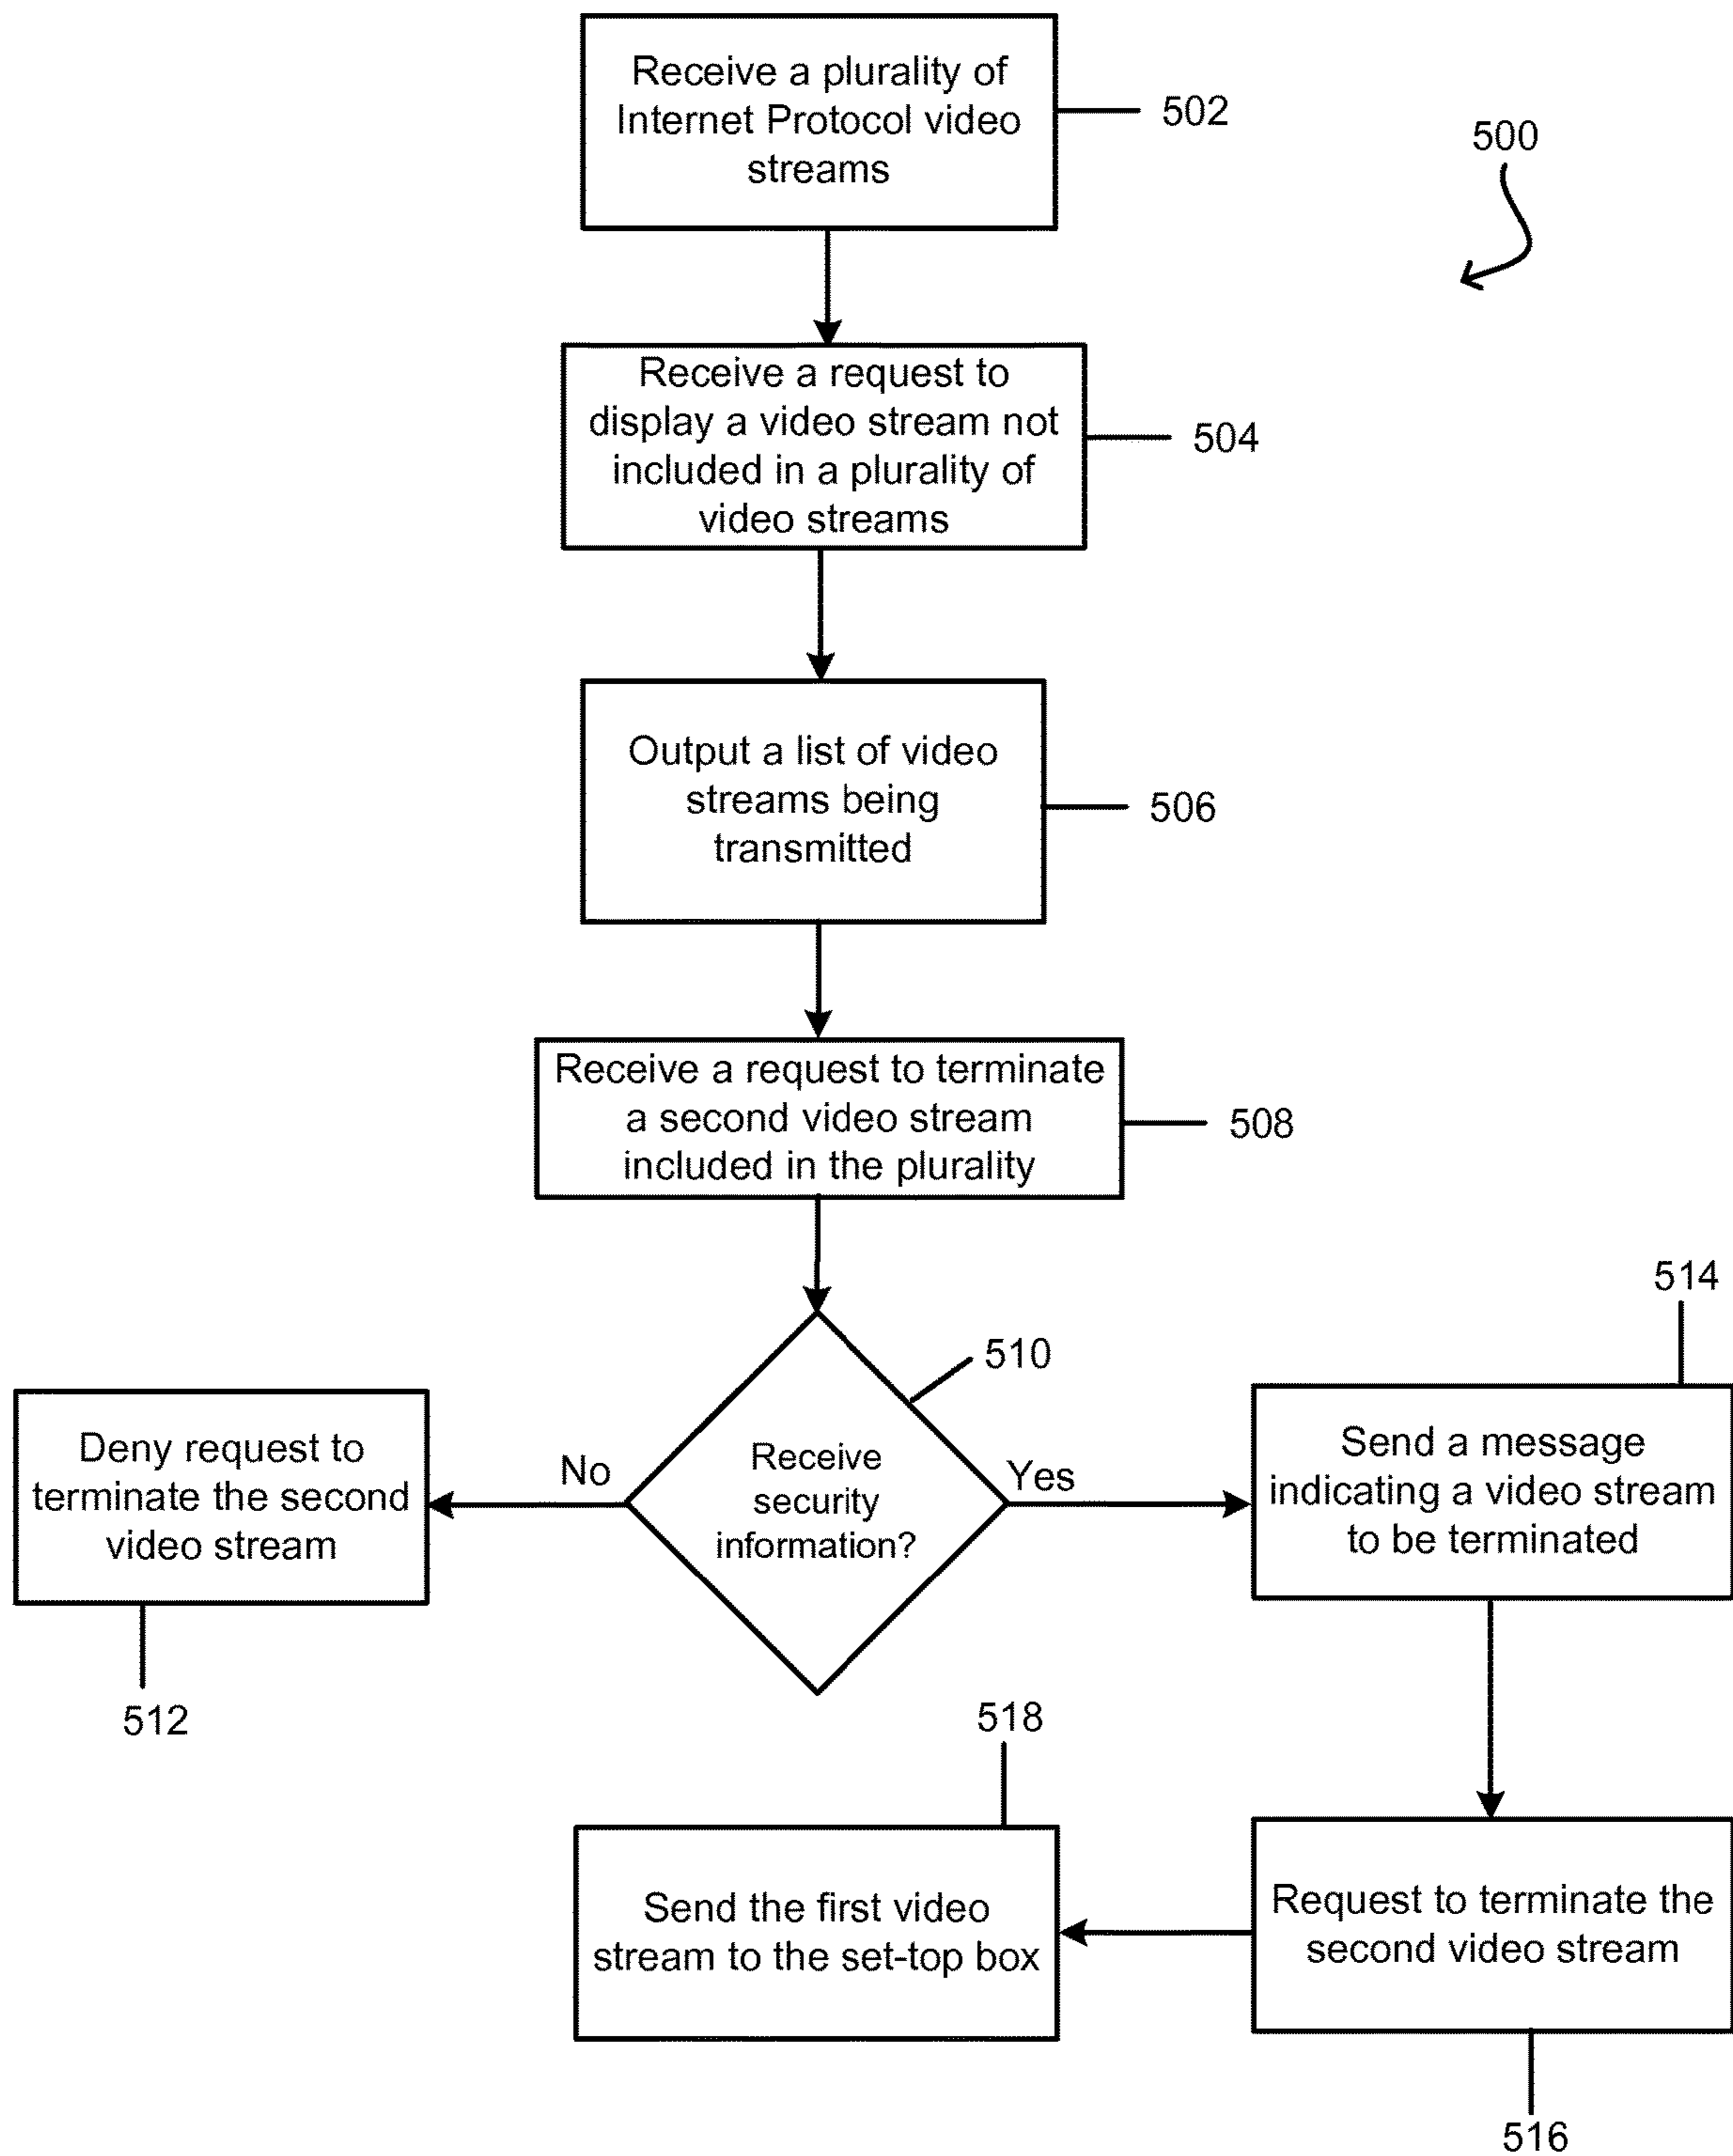 Receive a plurality of
Internet Protocol video
streams
502
500
Receive a request to
display a video stream not
included in a plurality of
video streams
504
Output a list of video
streams being
transmitted
506
Receive a request to terminate
a second video stream
included in the plurality
508
510
Receive
security
information?
No
Yes
Deny request to
terminate the second
video stream
512
514
Send a message
indicating a video stream
to be terminated
Request to terminate the
second video stream
516
518
Send the first video
stream to the set-top box